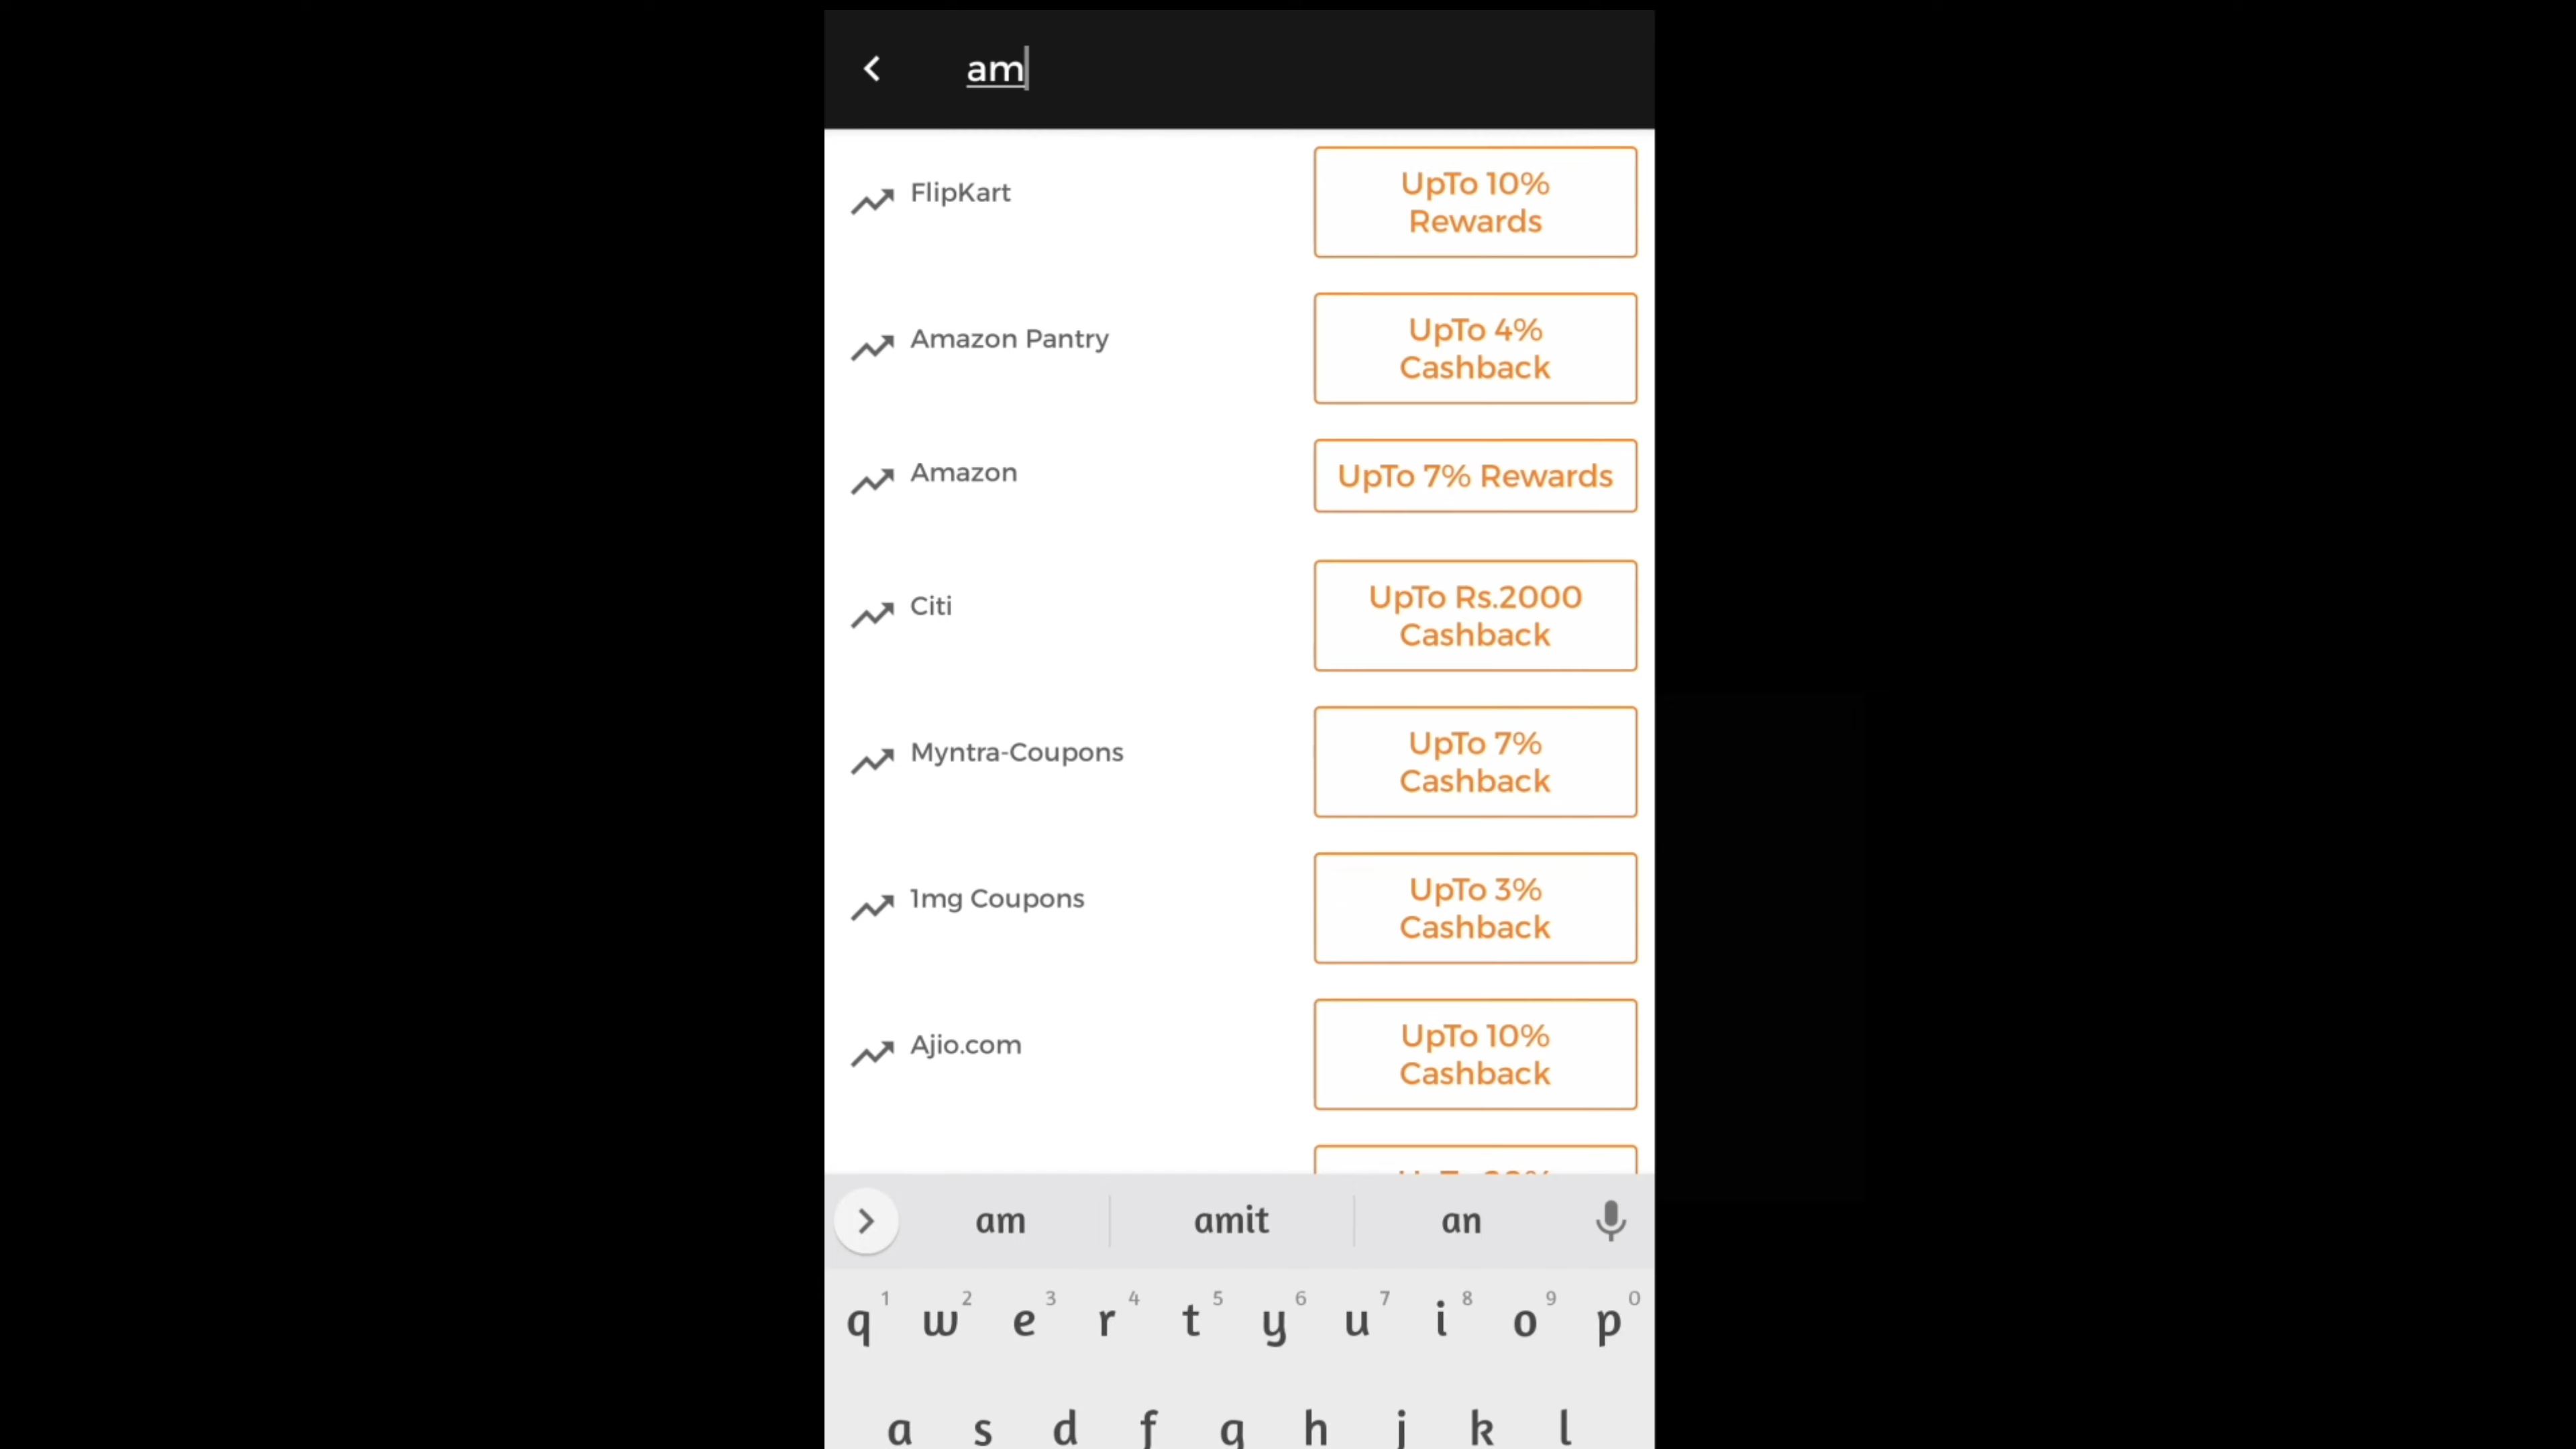 am
FlipKart
UpTo 10%
Rewards
Amazon Pantry
UpTo 4%
Cashback
Amazon
UpTo 7% Rewards
Citi
UpTo Rs.2000
Cashback
Myntra-Coupons
UpTo 7%
Cashback
1mg Coupons
UpTo 3%
Cashback
Ajio.com
UpTo 10%
Cashback
am amit an
1 2 3 4 5 6 7 8 9 0
q w e r t y u i o p
a s d f g h j k l